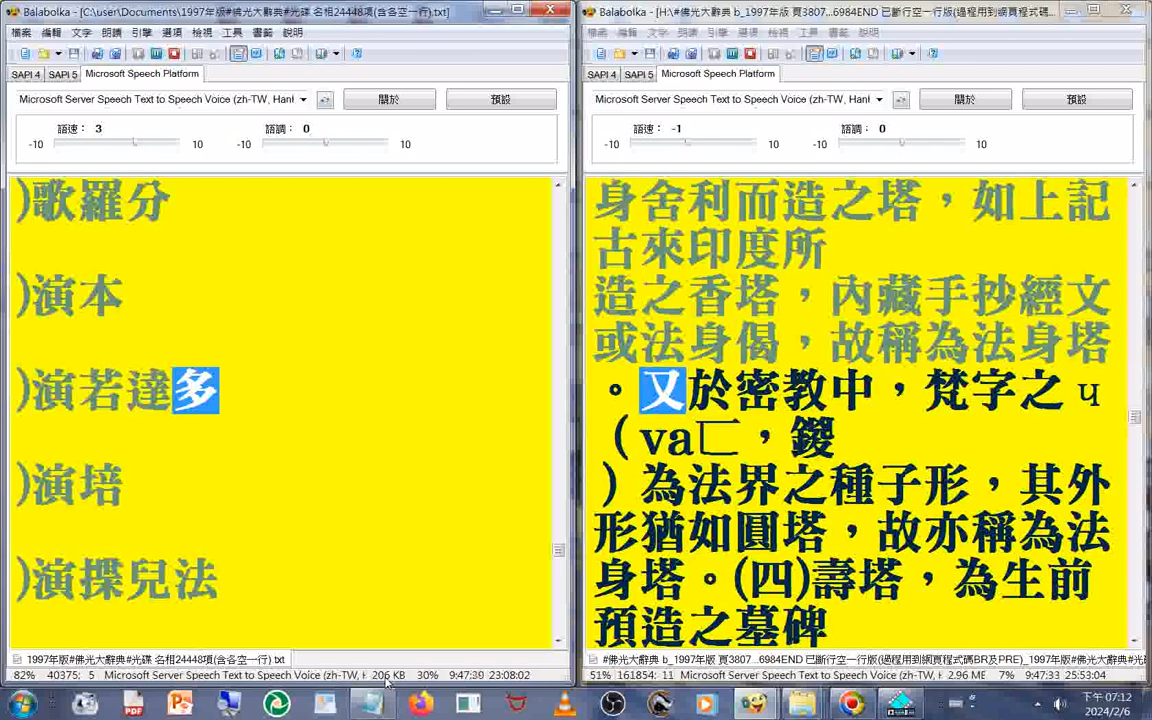 Balabolka - [C:\user\Documents\1997年版#佛光大辭典#光碟 名相24448項(含各空一行).txt]
檔案 編輯 文字 朗讀 引擎 選項 檢視 工具 書籤 說明
SAPI 4 SAPI 5 Microsoft Speech Platform
Microsoft Server Speech Text to Speech Voice (zh-TW, Hanl
關於 預設
語速： 3 語調： 0
-10 10 -10 10
)歌羅分
)演本
)演若達多
)演培
)演揲兒法
1997年版#佛光大辭典#光碟 名相24448項(含各空一行).txt
82% 40375: 5 Microsoft Server Speech Text to Speech Voice (zh-TW, H 206 KB 30% 9:47:39 23:08:02
Balabolka - [H:\#佛光大辭典 b_1997年版 頁3807...6984END 已斷行空一行版(過程用到網頁程式碼
檔案 編輯 文字 朗讀 引擎 選項 檢視 工具 書籤 說明
SAPI 4 SAPI 5 Microsoft Speech Platform
Microsoft Server Speech Text to Speech Voice (zh-TW, Hanl
關於 預設
語速： -1 語調： 0
-10 10 -10 10
身舍利而造之塔，如上記
古來印度所
造之香塔，內藏手抄經文
或法身偈，故稱為法身塔
。又於密教中，梵字之ч
（va匚，鑁
）為法界之種子形，其外
形猶如圓塔，故亦稱為法
身塔。(四)壽塔，為生前
預造之墓碑
#佛光大辭典 b_1997年版 頁3807...6984END 已斷行空一行版(過程用到網頁程式碼BR及PRE)_1997年版#光
51% 161854: 11 Microsoft Server Speech Text to Speech Voice (zh-TW, H 2.96 ME 7% 9:47:33 25:53:04
下午 07:12
2024/2/6